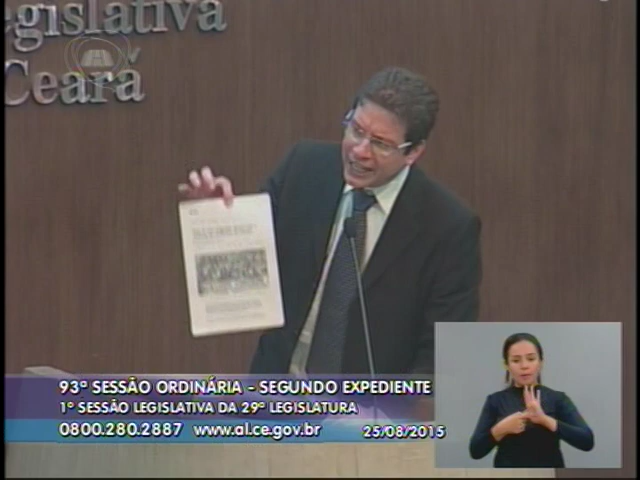 egislativa
Ceará
93ª SESSÃO ORDINÁRIA - SEGUNDO EXPEDIENTE
1ª SESSÃO LEGISLATIVA DA 29ª LEGISLATURA
0800.280.2887 www.al.ce.gov.br 25/08/2015